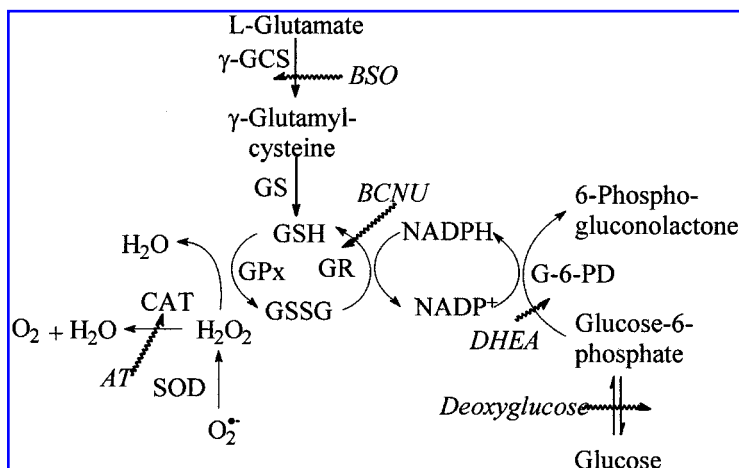 L-Glutamate
γ-GCS
BSO
γ-Glutamyl-
cysteine
GS
BCNU
6-Phospho-
gluconolactone
GSH
NADPH
H₂O
GPx
GR
G-6-PD
GSSG
NADP⁺
CAT
O₂ + H₂O
H₂O₂
DHEA
Glucose-6-
phosphate
AT
SOD
Deoxyglucose
O₂•-
Glucose